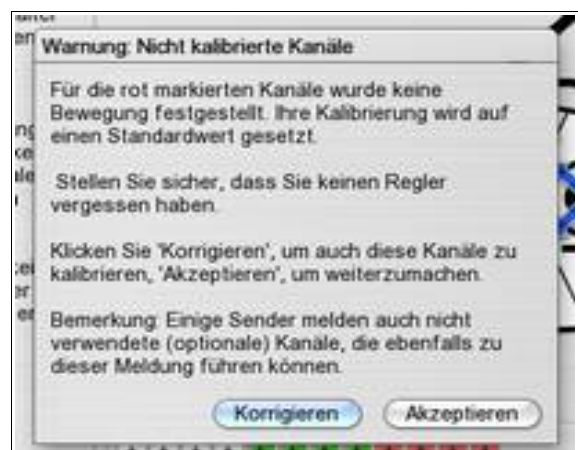 Warnung: Nicht kalibrierte Kanäle
Für die rot markierten Kanäle wurde keine
Bewegung festgestellt. Ihre Kalibrierung wird auf
einen Standardwert gesetzt.
Stellen Sie sicher, dass Sie keinen Regler
vergessen haben.
Klicken Sie 'Korrigieren', um auch diese Kanäle zu
kalibrieren, 'Akzeptieren', um weiterzumachen.
Bemerkung: Einige Sender melden auch nicht
verwendete (optionale) Kanäle, die ebenfalls zu
dieser Meldung führen können.
Korrigieren Akzeptieren